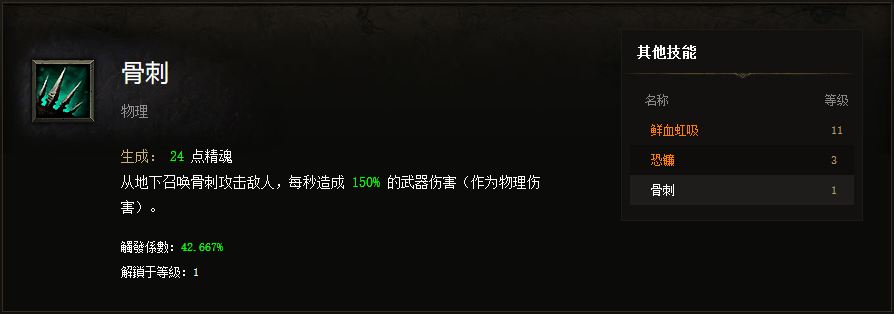 骨刺
物理
生成: 24 点精魂
从地下召唤骨刺攻击敌人，每秒造成 150% 的武器伤害（作为物理伤
害）。
觸發係數: 42.667%
解鎖于等級: 1
其他技能
名称 等级
鲜血虹吸 11
恐镰 3
骨刺 1